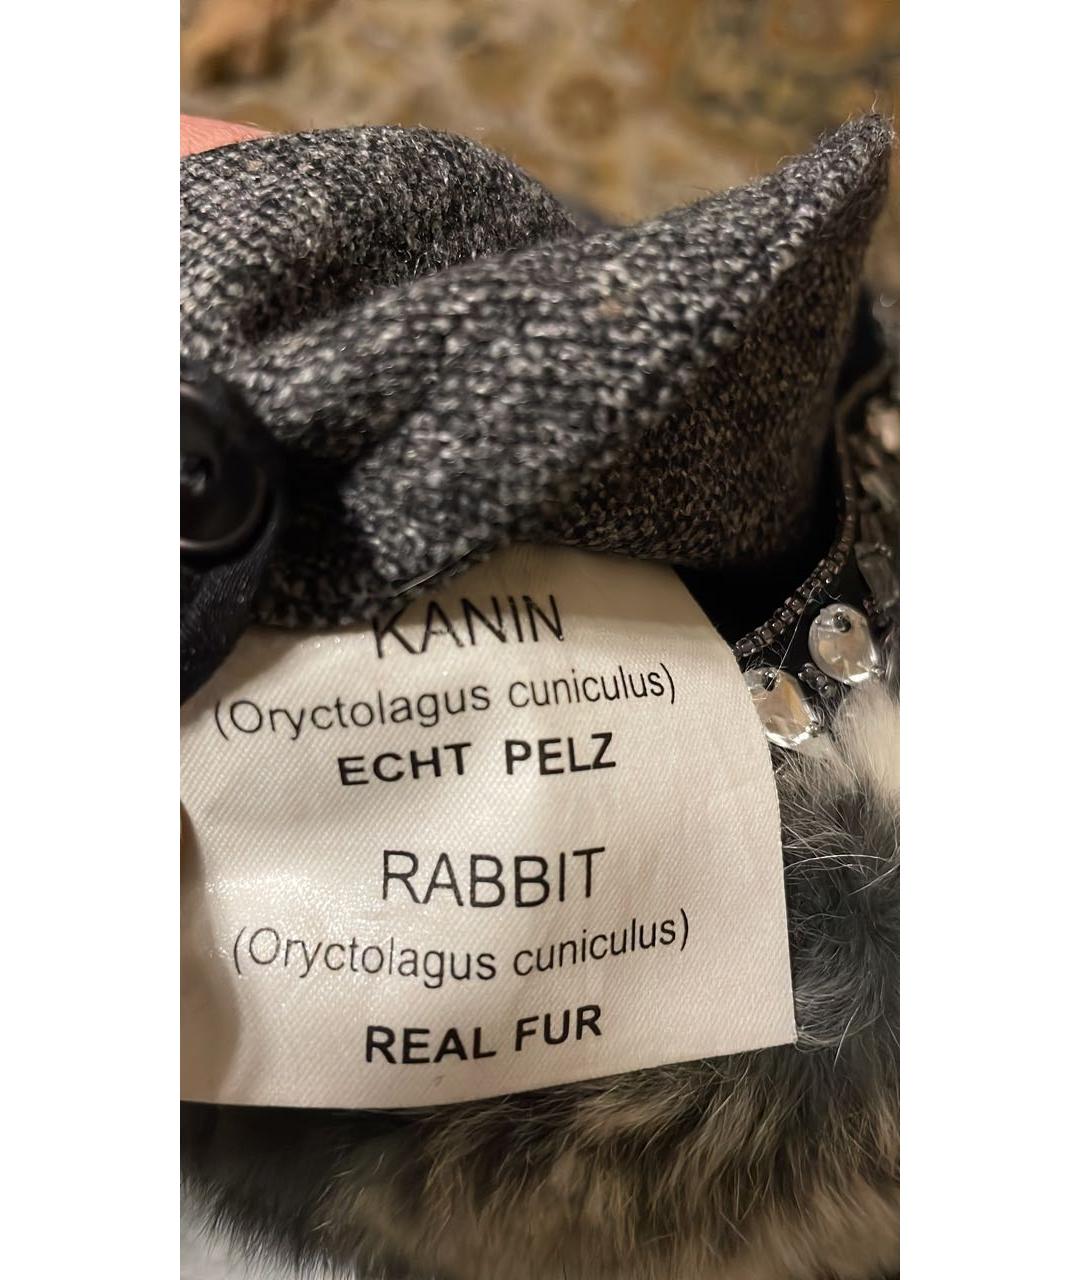 KANIN
(Oryctolagus cuniculus)
ECHT PELZ
RABBIT
(Oryctolagus cuniculus)
REAL FUR